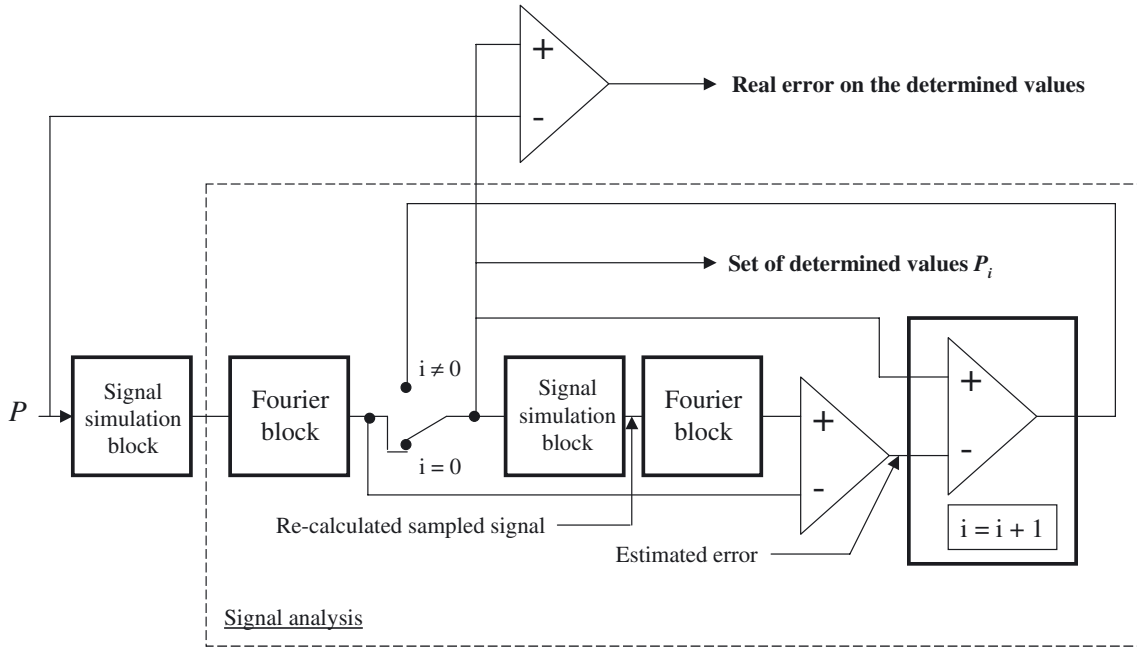 +
Real error on the determined values
-
Set of determined values Pᵢ
i ≠ 0
P
Signal
simulation
block
Fourier
block
i = 0
Signal
simulation
block
Fourier
block
+
-
+
-
i = i + 1
Re-calculated sampled signal
Estimated error
Signal analysis